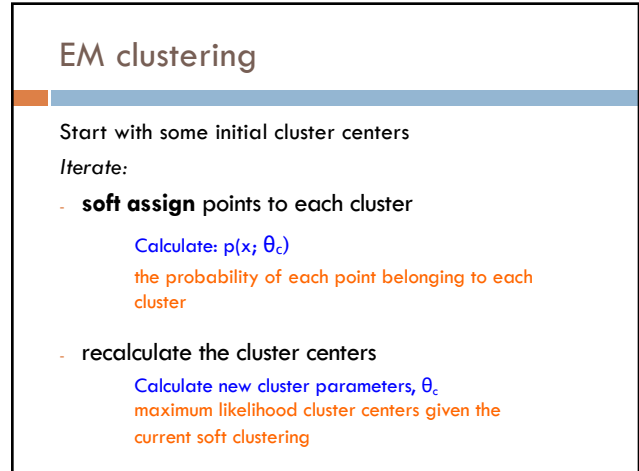 EM clustering
Start with some initial cluster centers
Iterate:
- soft assign points to each cluster
Calculate: p(x; θc)
the probability of each point belonging to each
cluster
- recalculate the cluster centers
Calculate new cluster parameters, θc
maximum likelihood cluster centers given the
current soft clustering